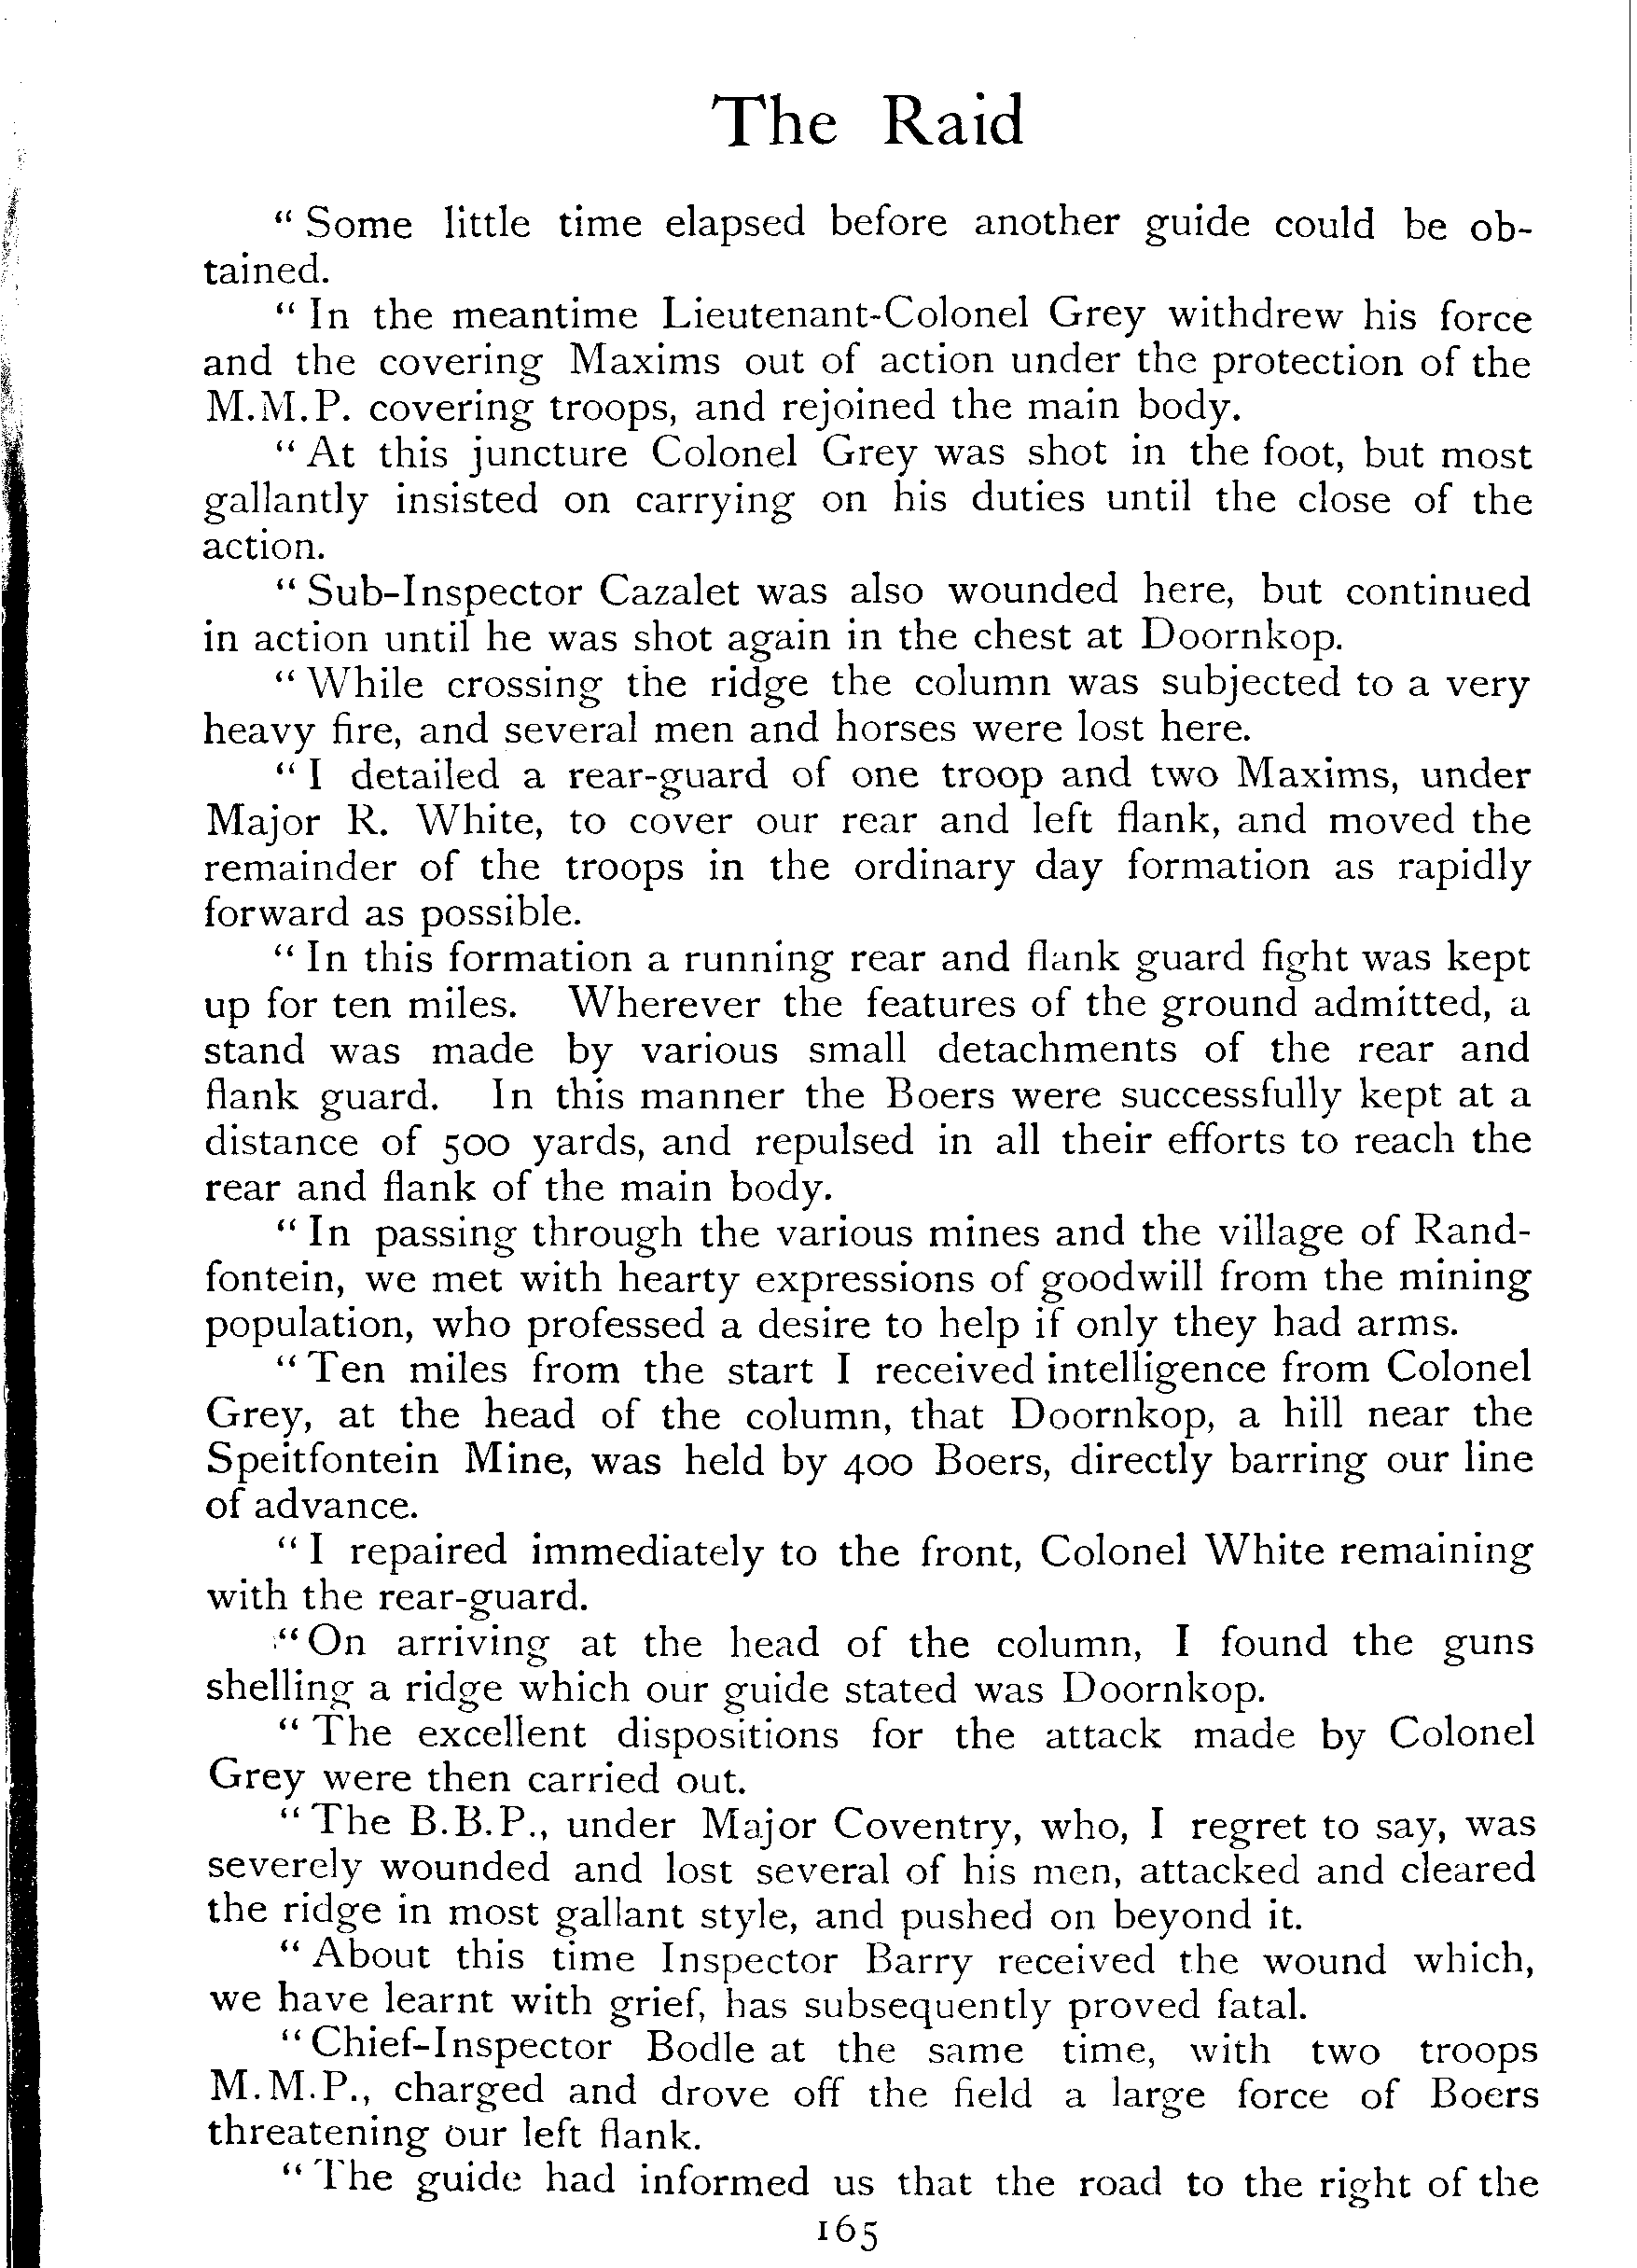 The Raid
“ Some little time elapsed before another guide could be ob-
tained.
“ In the meantime Lieutenant-Colonel Grey withdrew his force
and the covering Maxims out of action under the protection of the
M.M.P. covering troops, and rejoined the main body.
“ At this juncture Colonel Grey was shot in the foot, but most
gallantly insisted on carrying on his duties until the close of the
action.
“ Sub-Inspector Cazalet was also wounded here, but continued
in action until he was shot again in the chest at Doornkop.
“ While crossing the ridge the column was subjected to a very
heavy fire, and several men and horses were lost here.
“ I detailed a rear-guard of one troop and two Maxims, under
Major R. White, to cover our rear and left flank, and moved the
remainder of the troops in the ordinary day formation as rapidly
forward as possible.
“ In this formation a running rear and flank guard fight was kept
up for ten miles. Wherever the features of the ground admitted, a
stand was made by various small detachments of the rear and
flank guard. In this manner the Boers were successfully kept at a
distance of 500 yards, and repulsed in all their efforts to reach the
rear and flank of the main body.
“ In passing through the various mines and the village of Rand-
fontein, we met with hearty expressions of goodwill from the mining
population, who professed a desire to help if only they had arms.
“ Ten miles from the start I received intelligence from Colonel
Grey, at the head of the column, that Doornkop, a hill near the
Speitfontein Mine, was held by 400 Boers, directly barring our line
of advance.
“ I repaired immediately to the front, Colonel White remaining
with the rear-guard.
“ On arriving at the head of the column, I found the guns
shelling a ridge which our guide stated was Doornkop.
“ The excellent dispositions for the attack made by Colonel
Grey were then carried out.
“ The B.B.P., under Major Coventry, who, I regret to say, was
severely wounded and lost several of his men, attacked and cleared
the ridge in most gallant style, and pushed on beyond it.
“ About this time Inspector Barry received the wound which,
we have learnt with grief, has subsequently proved fatal.
“ Chief-Inspector Bodle at the same time, with two troops
M.M.P., charged and drove off the field a large force of Boers
threatening our left flank.
“ The guide had informed us that the road to the right of the
165